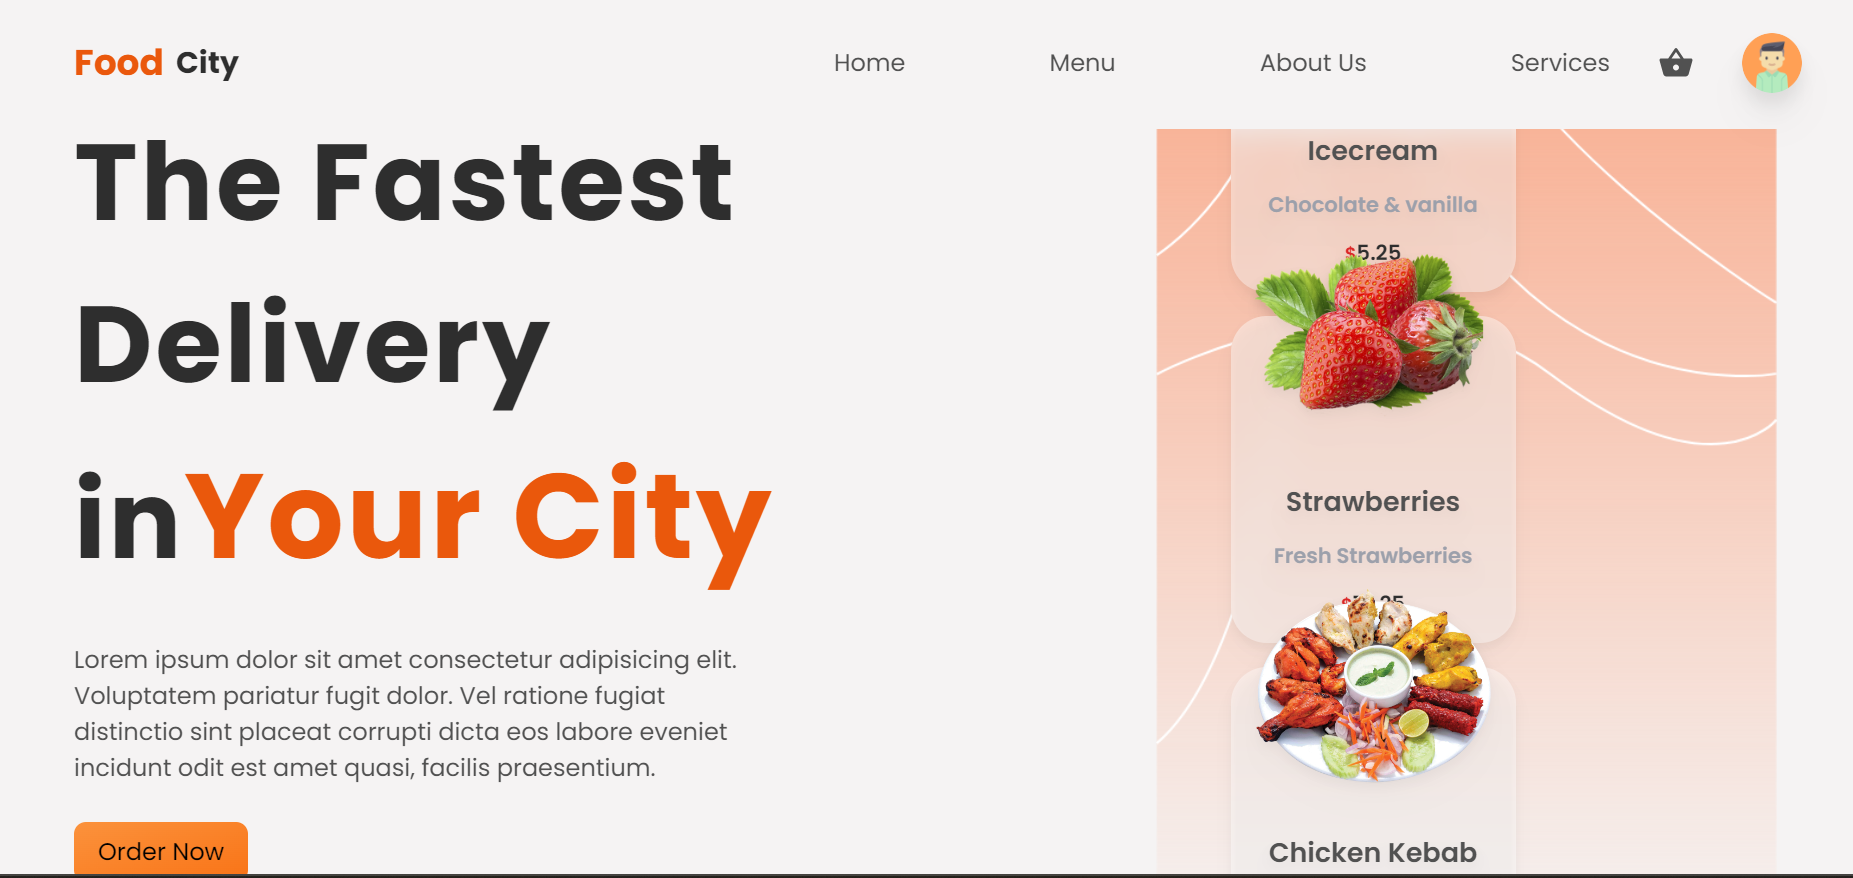 Food City
Home
Menu
About Us
Services
The Fastest
Delivery
inYour City
Lorem ipsum dolor sit amet consectetur adipisicing elit.
Voluptatem pariatur fugit dolor. Vel ratione fugiat
distinctio sint placeat corrupti dicta eos labore eveniet
incidunt odit est amet quasi, facilis praesentium.
Order Now
Icecream
Chocolate & vanilla
$5.25
Strawberries
Fresh Strawberries
Chicken Kebab